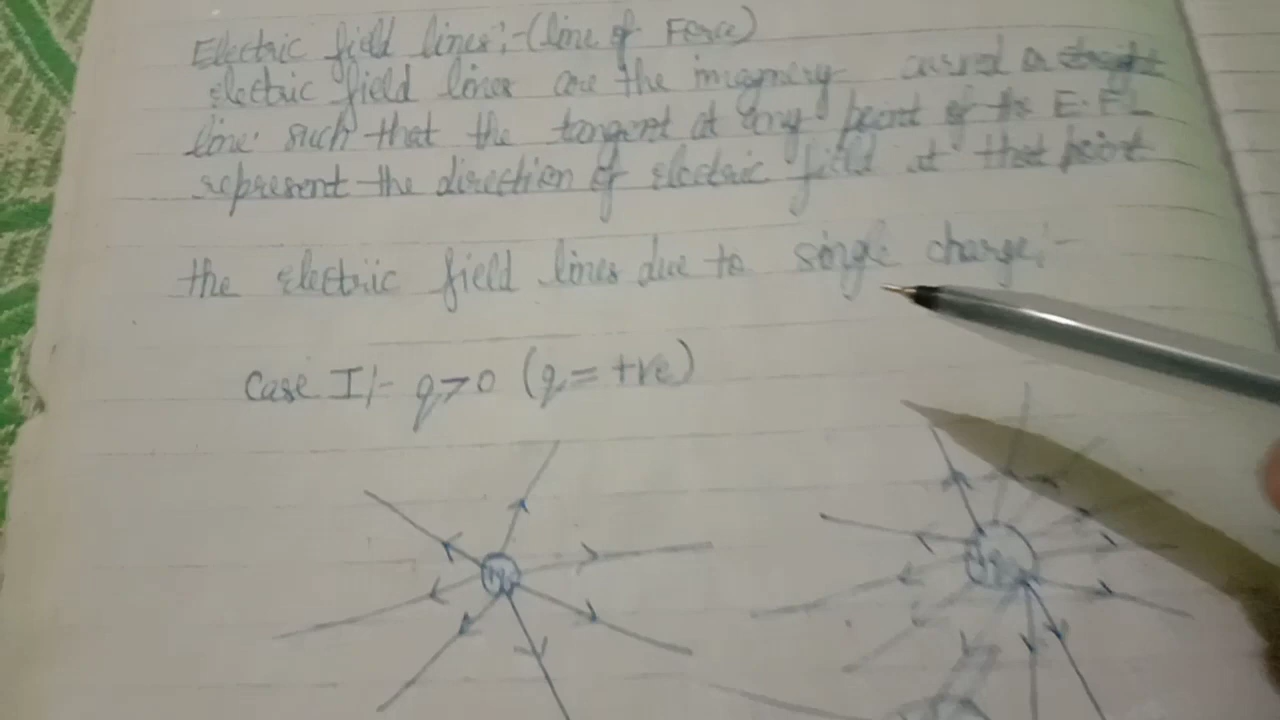 Electric field lines:- (line of Force)
electric field lines are the imaginery curved a straight
line such that the tangent at any point of the E.F.L
represent the direction of electric field at that point
the electric field lines due to single charge:-
Case I:- q>0 (q=+ve)